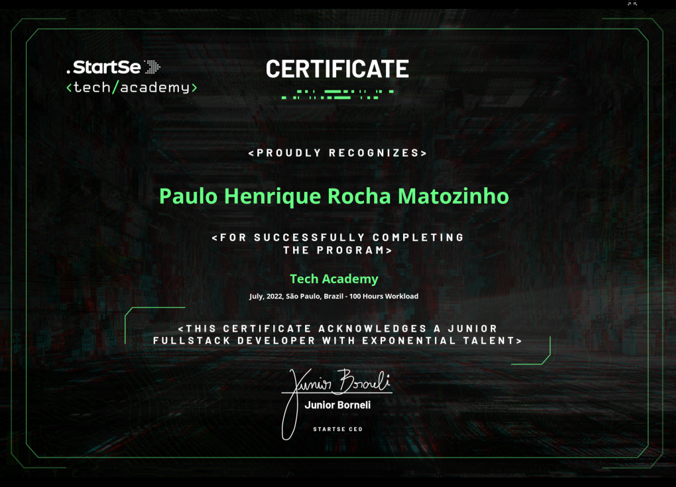 .StartSe
<tech/academy>
CERTIFICATE
<PROUDLY RECOGNIZES>
Paulo Henrique Rocha Matozinho
<FOR SUCCESSFULLY COMPLETING
THE PROGRAM>
Tech Academy
July, 2022, São Paulo, Brazil - 100 Hours Workload
<THIS CERTIFICATE ACKNOWLEDGES A JUNIOR
FULLSTACK DEVELOPER WITH EXPONENTIAL TALENT>
Junior Borneli
Junior Borneli
STARTSE CEO